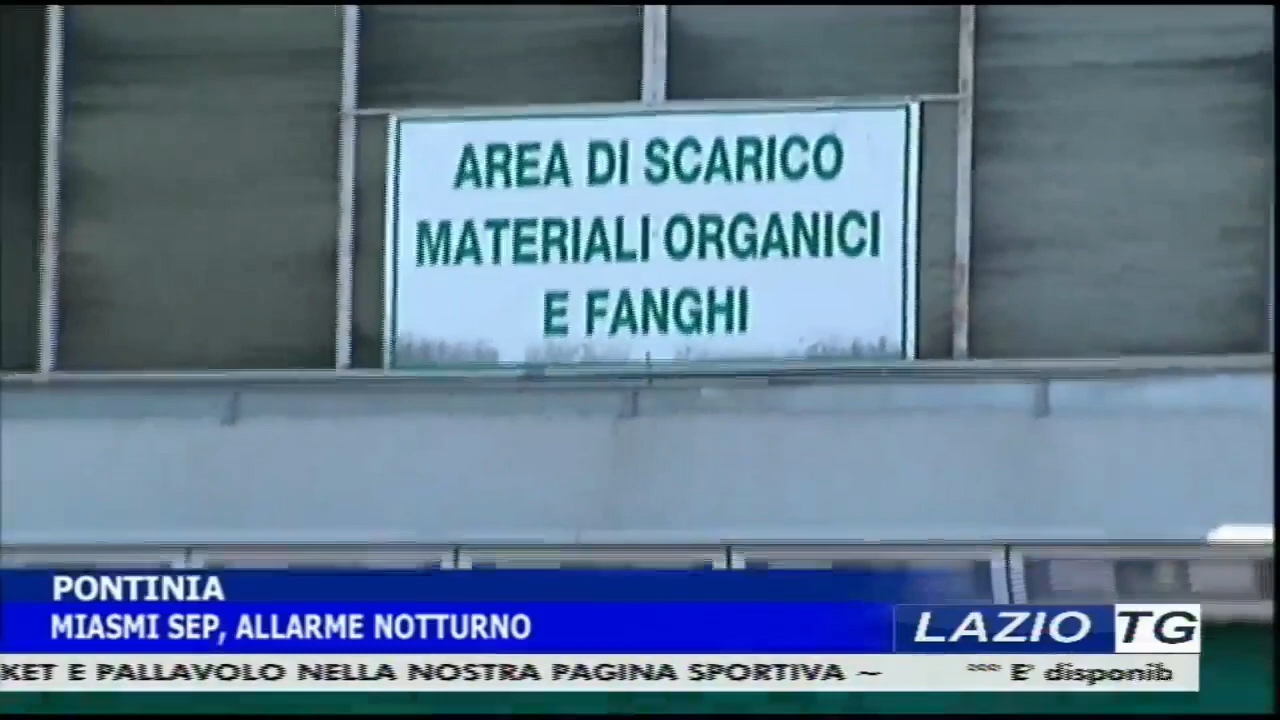 AREA DI SCARICO
MATERIALI ORGANICI
E FANGHI
PONTINIA
MIASMI SEP, ALLARME NOTTURNO
LAZIO TG
KET E PALLAVOLO NELLA NOSTRA PAGINA SPORTIVA ~ °°° E' disponib